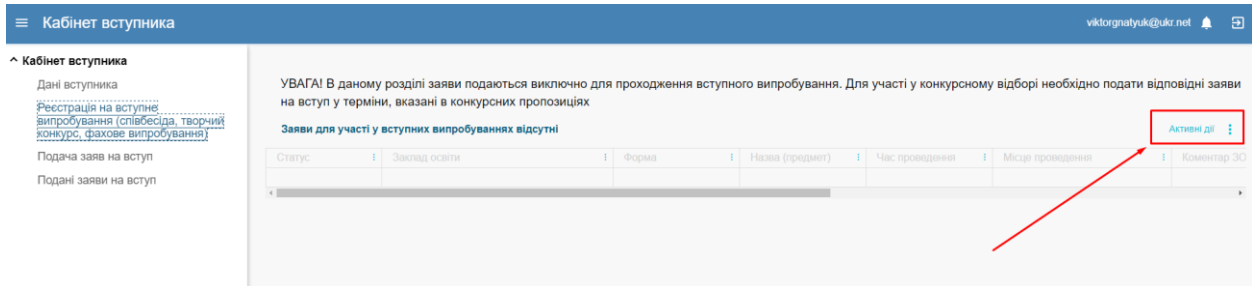 Кабінет вступника
viktorgnatyuk@ukr.net
Кабінет вступника
Дані вступника
Реєстрація на вступне
випробування (співбесіда, творчий
конкурс, фахове випробування)
Подача заяв на вступ
Подані заяви на вступ
УВАГА! В даному розділі заяви подаються виключно для проходження вступного випробування. Для участі у конкурсному відборі необхідно подати відповідні заяви
на вступ у терміни, вказані в конкурсних пропозиціях
Заяви для участі у вступних випробуваннях відсутні
Активні дії
Статус Заклад освіти Форма Назва (предмет) Час проведення Місце проведення Коментар ЗО